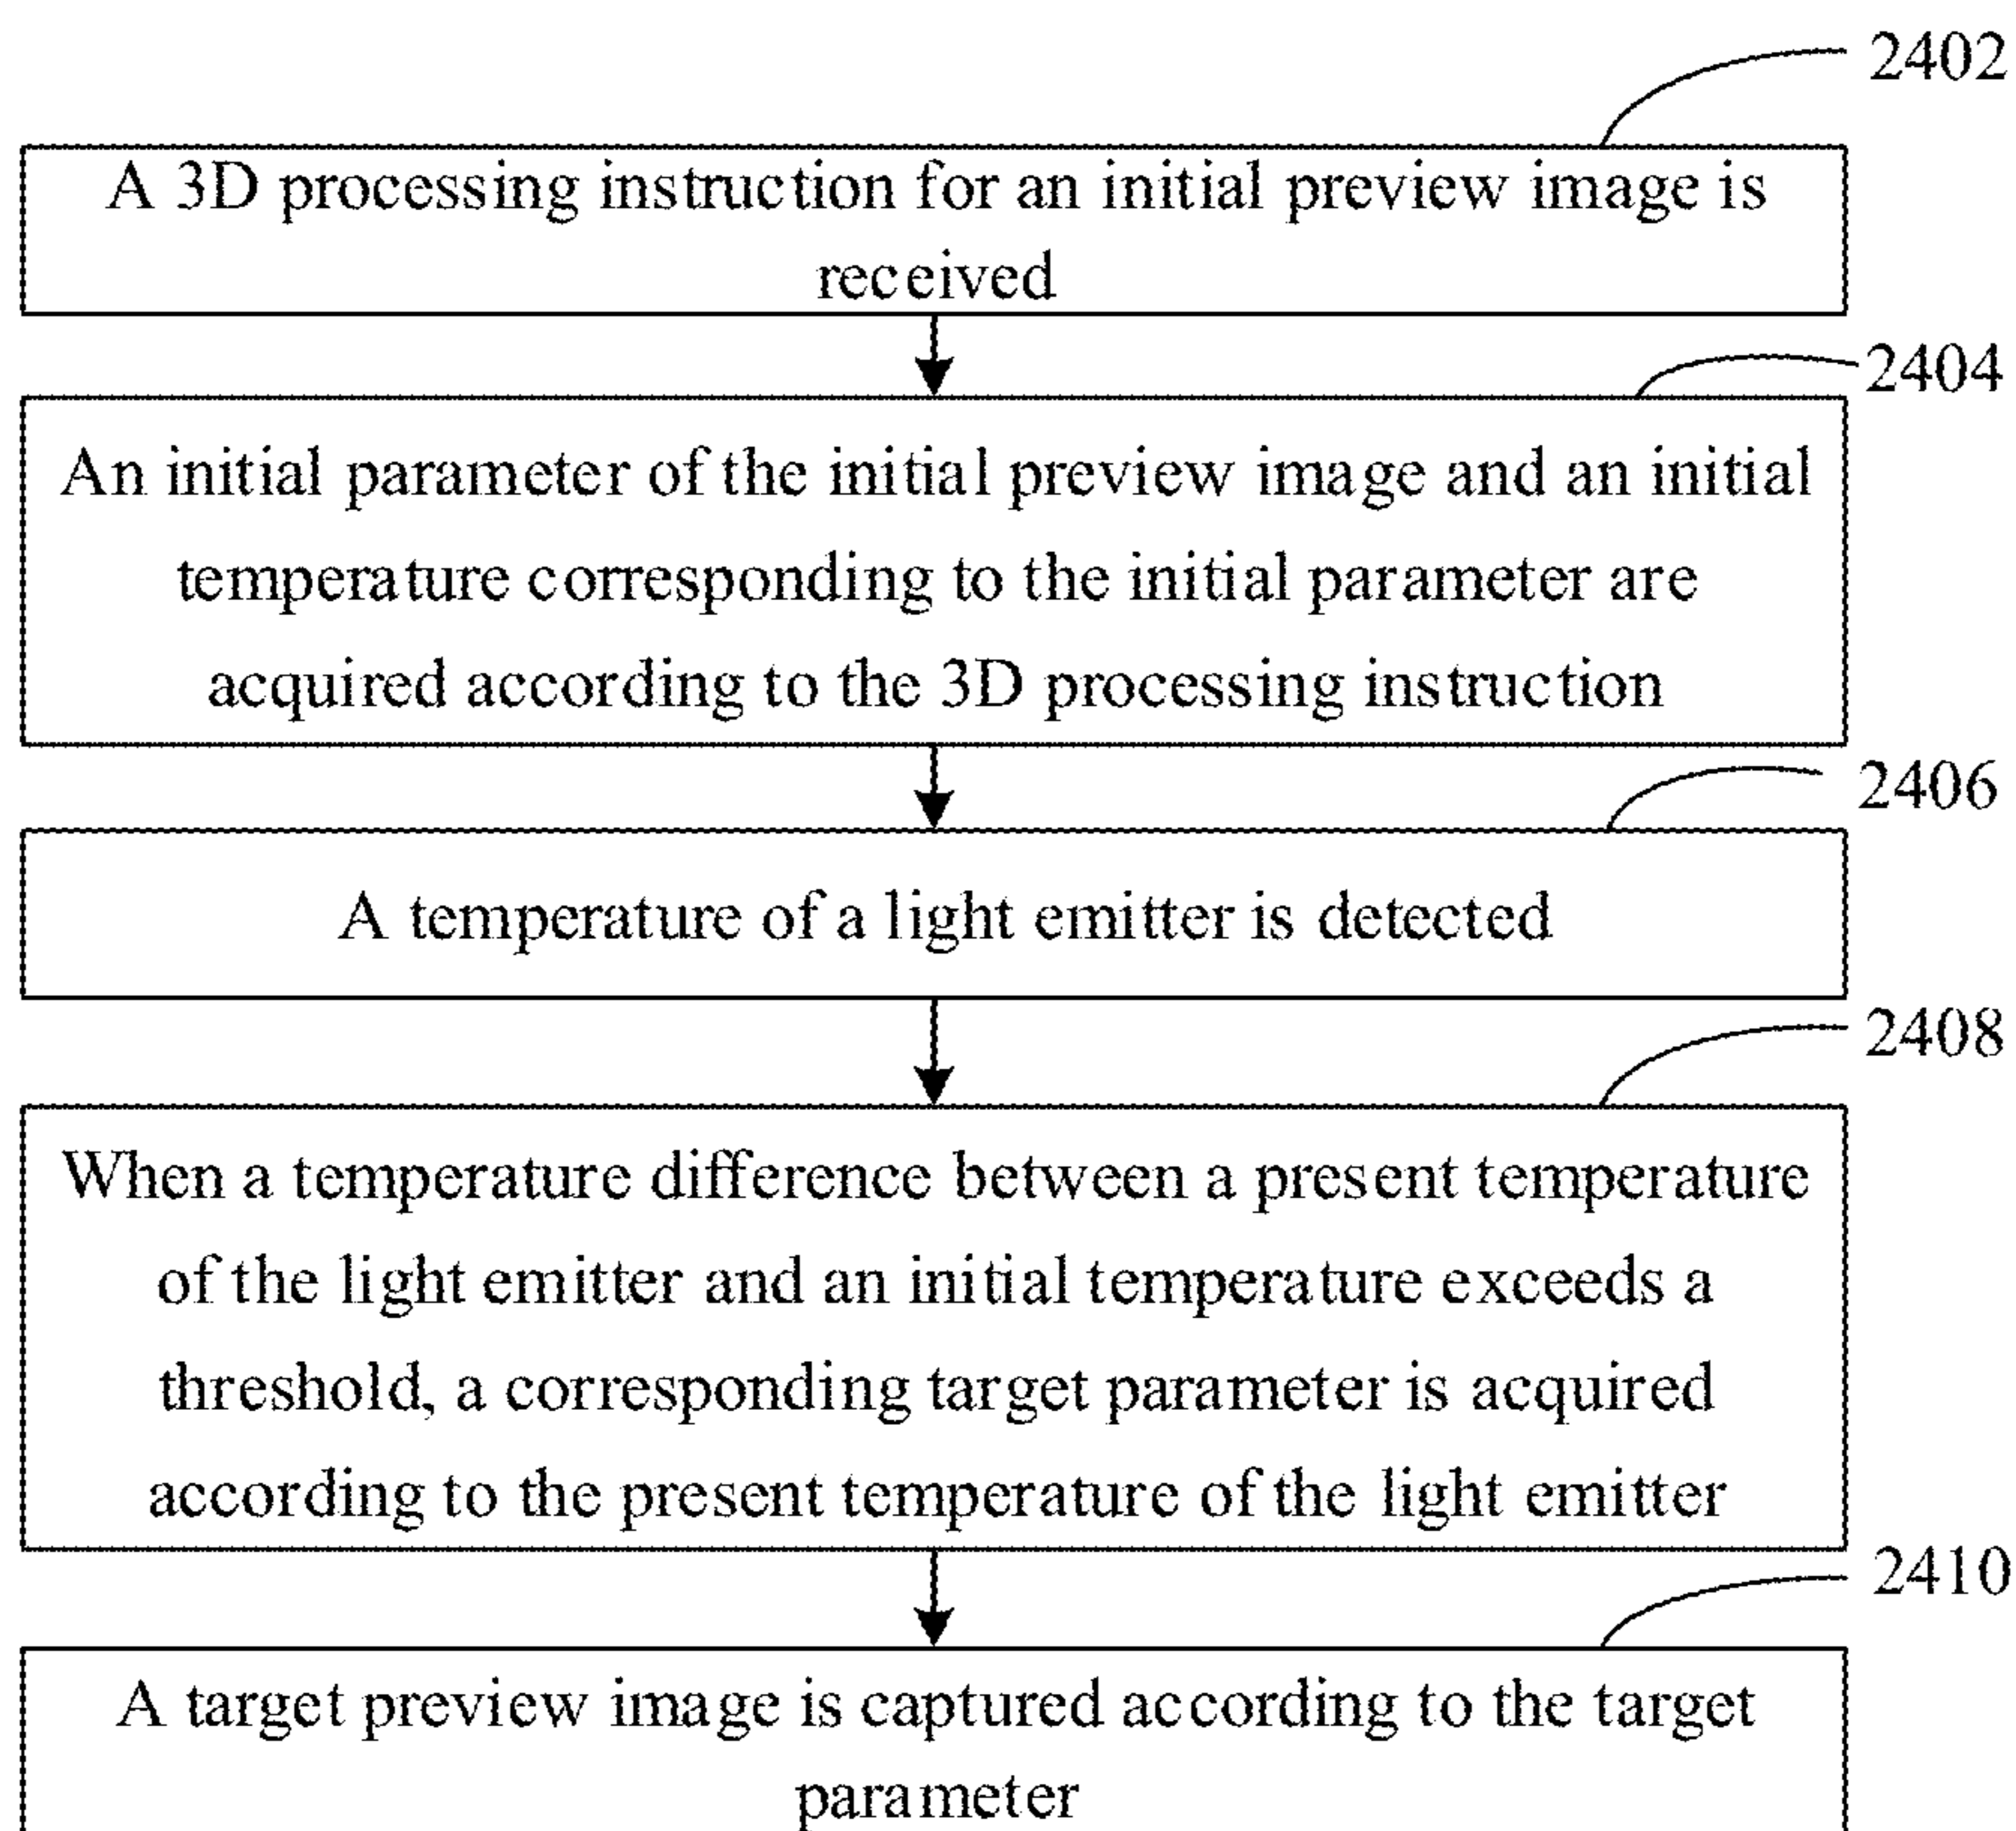 2402
A 3D processing instruction for an initial preview image is
received
2404
An initial parameter of the initial preview image and an initial
temperature corresponding to the initial parameter are
acquired according to the 3D processing instruction
2406
A temperature of a light emitter is detected
2408
When a temperature difference between a present temperature
of the light emitter and an initial temperature exceeds a
threshold, a corresponding target parameter is acquired
according to the present temperature of the light emitter
2410
A target preview image is captured according to the target
parameter